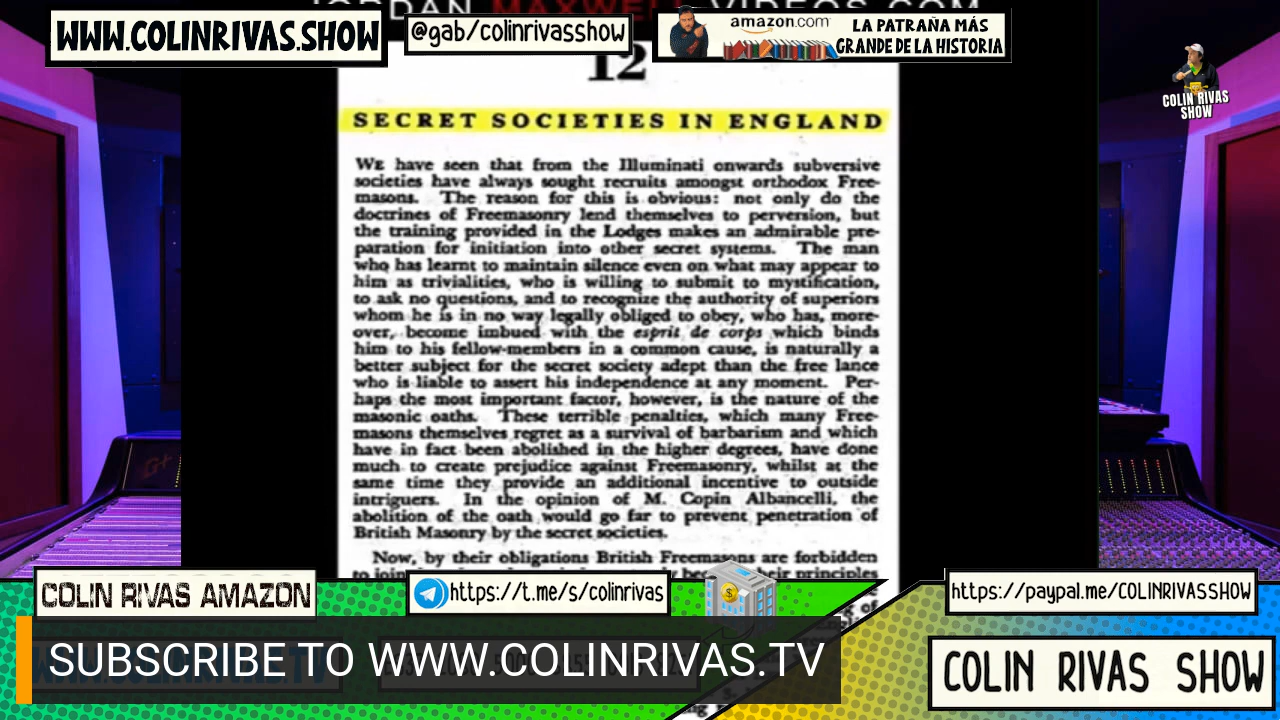 JORDAN MAXWELL VIDEOS.COM
WWW.COLINRIVAS.SHOW
@gab/colinrivasshow
amazon.com
LA PATRAÑA MÁS
GRANDE DE LA HISTORIA
COLIN RIVAS
SHOW
12
SECRET SOCIETIES IN ENGLAND
WE have seen that from the Illuminati onwards subversive
societies have always sought recruits amongst orthodox Free-
masons. The reason for this is obvious: not only do the
doctrines of Freemasonry lend themselves to perversion, but
the training provided in the Lodges makes an admirable pre-
paration for initiation into other secret systems. The man
who has learnt to maintain silence even on what may appear to
him as trivialities, who is willing to submit to mystification,
to ask no questions, and to recognize the authority of superiors
whom he is in no way legally obliged to obey, who has, more-
over, become imbued with the esprit de corps which binds
him to his fellow-members in a common cause, is naturally a
better subject for the secret society adept than the free lance
who is liable to assert his independence at any moment. Per-
haps the most important factor, however, is the nature of the
masonic oaths. These terrible penalties, which many Free-
masons themselves regret as a survival of barbarism and which
have in fact been abolished in the higher degrees, have done
much to create prejudice against Freemasonry, whilst at the
same time they provide an additional incentive to outside
intriguers. In the opinion of M. Copin Albancelli, the
abolition of the oath would go far to prevent penetration of
British Masonry by the secret societies.
Now, by their obligations British Freemasons are forbidden
to join their principles
of
COLIN RIVAS AMAZON
https://t.me/s/colinrivas
https://paypal.me/COLINRIVASSHOW
SUBSCRIBE TO WWW.COLINRIVAS.TV
COLIN RIVAS SHOW